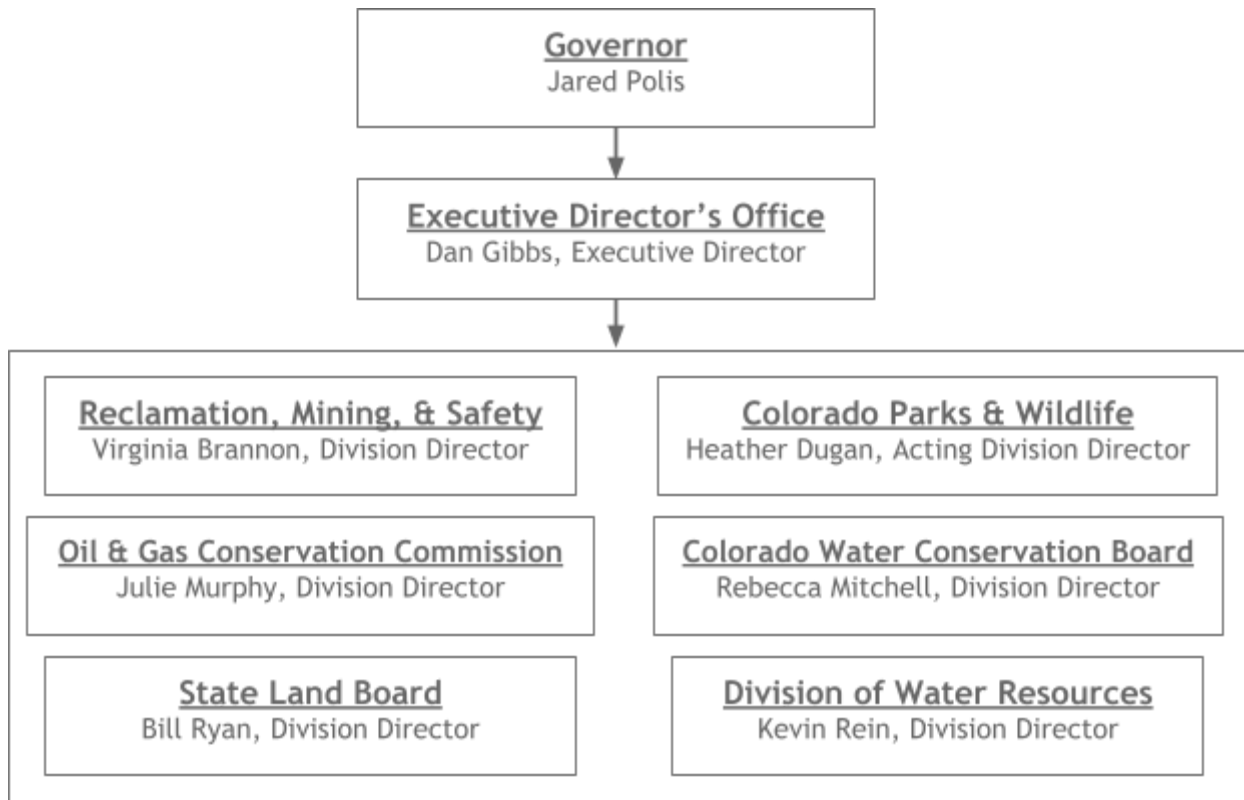 Governor
Jared Polis
Executive Director’s Office
Dan Gibbs, Executive Director
Reclamation, Mining, & Safety
Virginia Brannon, Division Director
Colorado Parks & Wildlife
Heather Dugan, Acting Division Director
Oil & Gas Conservation Commission
Julie Murphy, Division Director
Colorado Water Conservation Board
Rebecca Mitchell, Division Director
State Land Board
Bill Ryan, Division Director
Division of Water Resources
Kevin Rein, Division Director